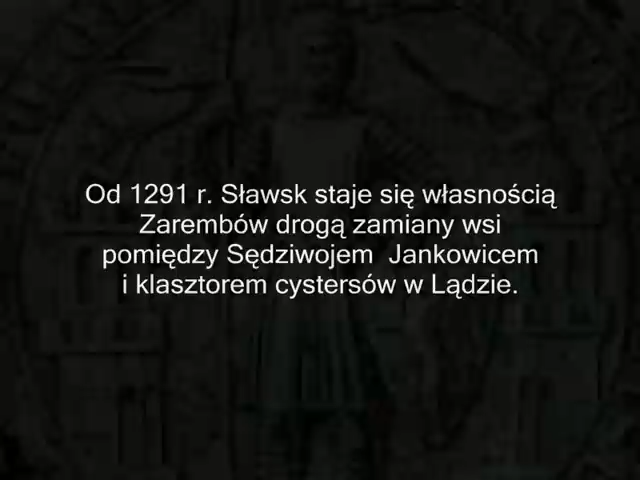 Od 1291 r. Sławsk staje się własnością
Zarembów drogą zamiany wsi
pomiędzy Sędziwojem Jankowicem
i klasztorem cystersów w Lądzie.